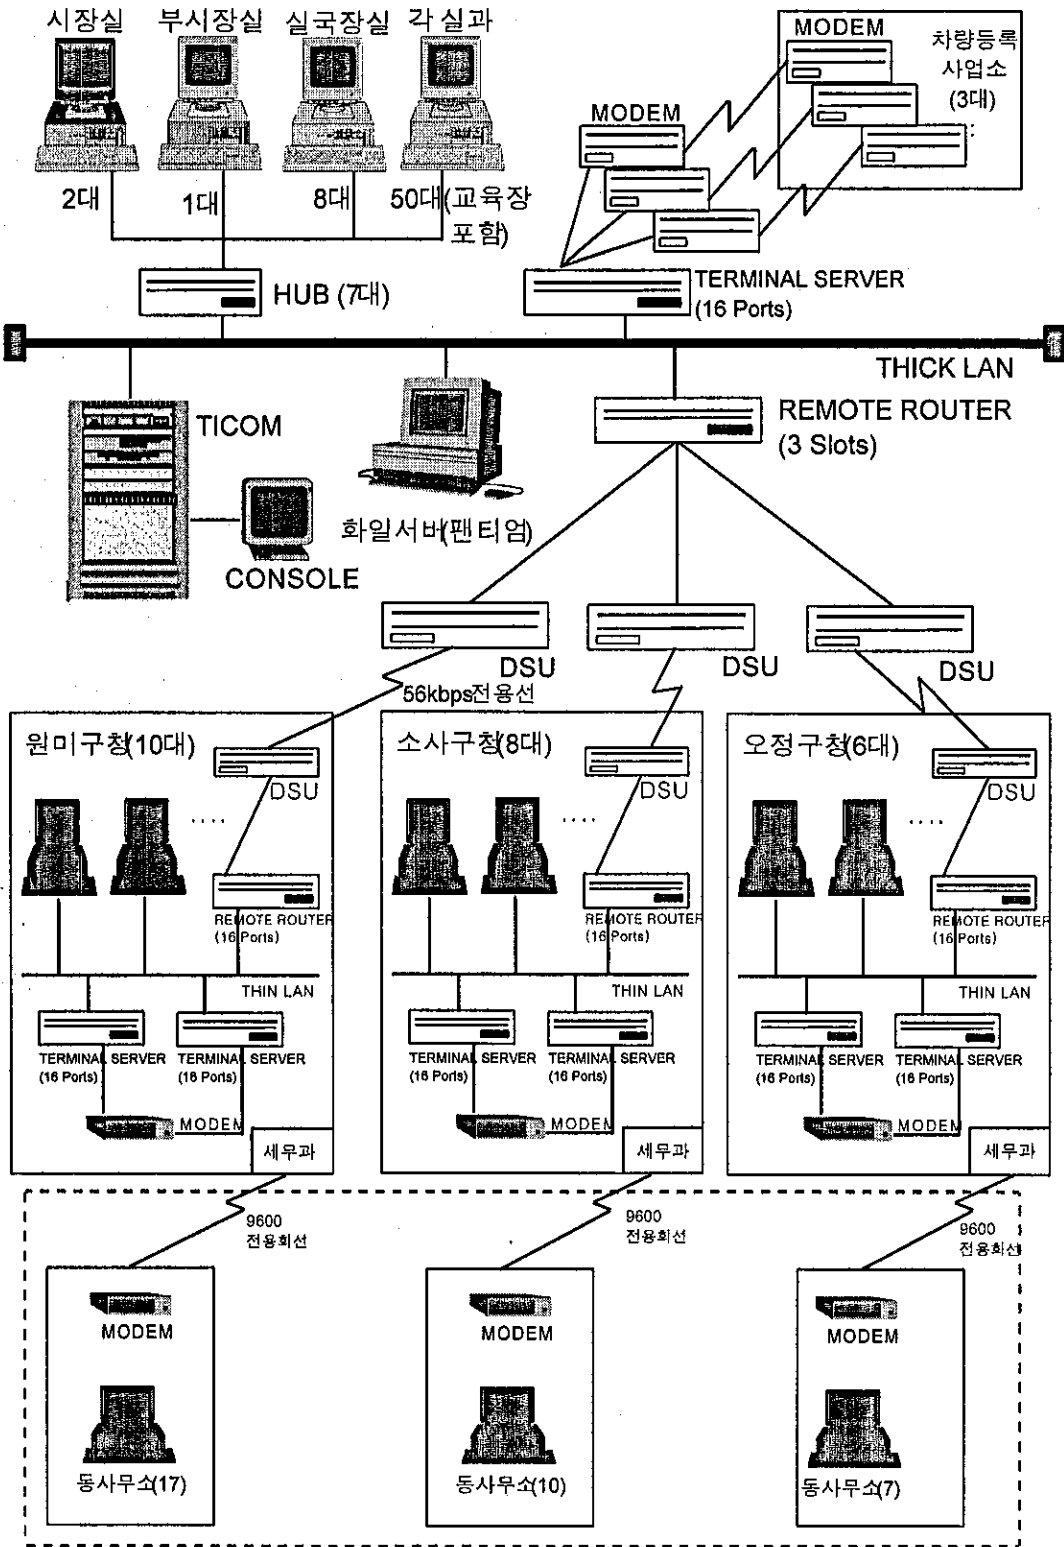 시장실
부시장실
실국장실
각 실과
2대
1대
8대
50대(교육장
포함)
MODEM
MODEM
차량등록
사업소
(3대)
HUB (7대)
TERMINAL SERVER
(16 Ports)
THICK LAN
TICOM
CONSOLE
화일서버(팬티엄)
REMOTE ROUTER
(3 Slots)
DSU
DSU
DSU
56kbps전용선
원미구청(10대)
DSU
REMOTE ROUTER
(16 Ports)
THIN LAN
TERMINAL SERVER
(16 Ports)
TERMINAL SERVER
(16 Ports)
MODEM
세무과
소사구청(8대)
DSU
REMOTE ROUTER
(16 Ports)
THIN LAN
TERMINAL SERVER
(16 Ports)
TERMINAL SERVER
(16 Ports)
MODEM
세무과
오정구청(6대)
DSU
REMOTE ROUTER
(16 Ports)
THIN LAN
TERMINAL SERVER
(16 Ports)
TERMINAL SERVER
(16 Ports)
MODEM
세무과
9600
전용회선
9600
전용회선
9600
전용회선
MODEM
동사무소(17)
MODEM
동사무소(10)
MODEM
동사무소(7)